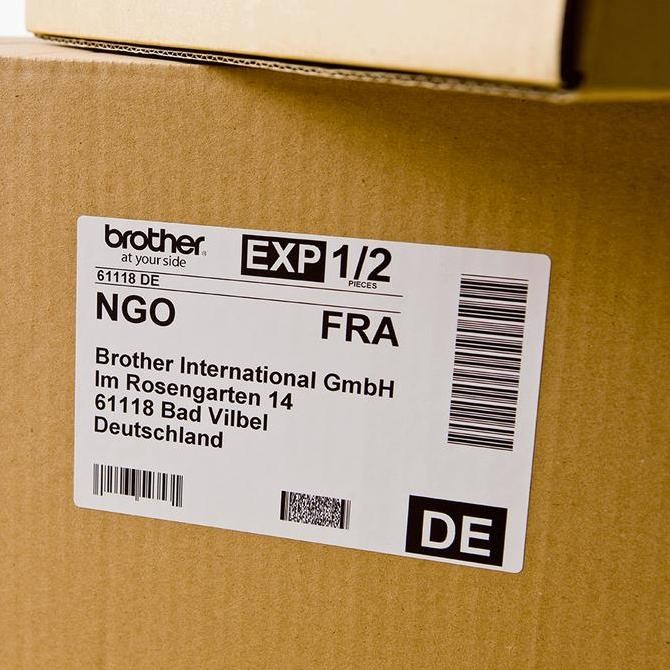 brother
at your side
EXP 1/2
PIECES
61118 DE
NGO
FRA
Brother International GmbH
Im Rosengarten 14
61118 Bad Vilbel
Deutschland
DE